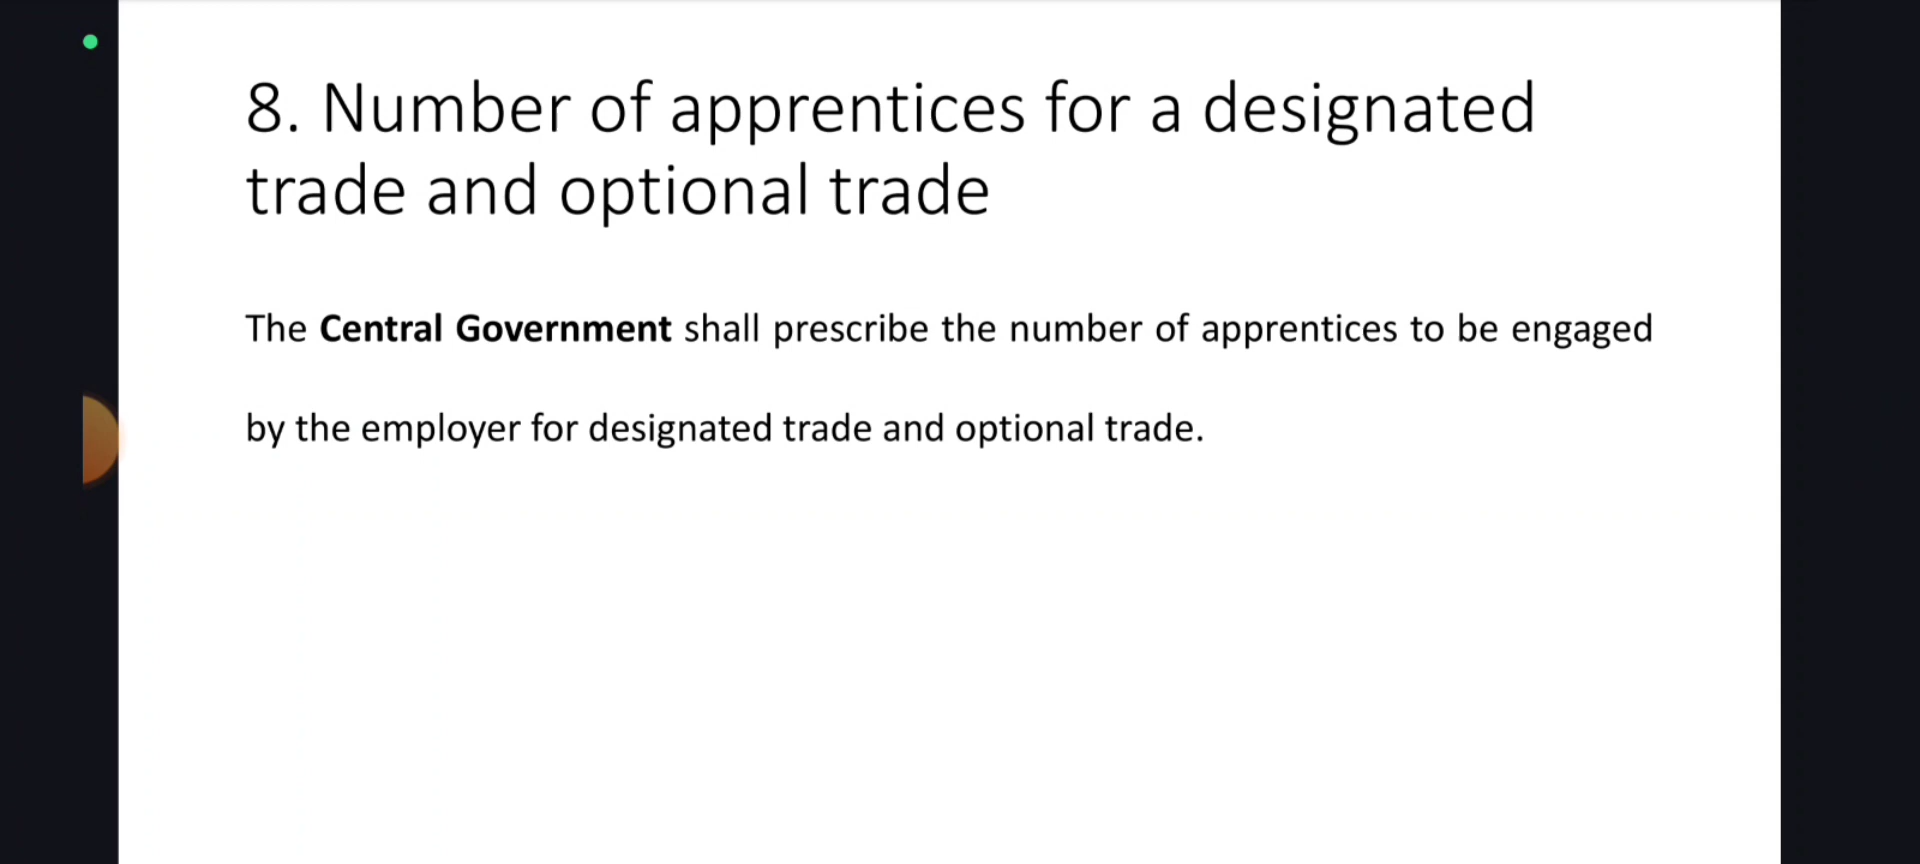 8. Number of apprentices for a designated
trade and optional trade
The Central Government shall prescribe the number of apprentices to be engaged
by the employer for designated trade and optional trade.